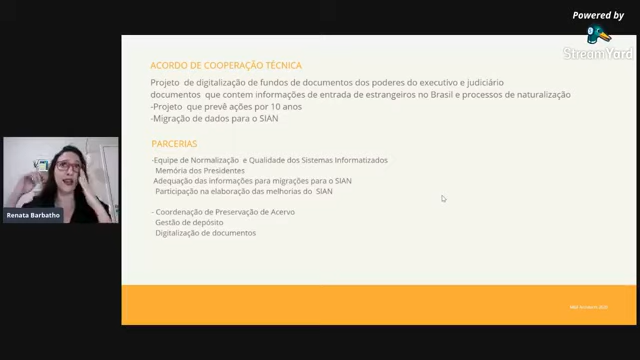 Powered by
StreamYard
ACORDO DE COOPERAÇÃO TÉCNICA
Projeto de digitalização de fundos de documentos dos poderes do executivo e judiciário
documentos que contem informações de entrada de estrangeiros no Brasil e processos de naturalização
-Projeto que prevê ações por 10 anos
-Migração de dados para o SIAN
PARCERIAS
-Equipe de Normalização e Qualidade dos Sistemas Informatizados
Memória dos Presidentes
Adequação das informações para migrações para o SIAN
Participação na elaboração das melhorias do SIAN
- Coordenação de Preservação de Acervo
Gestão de depósito
Digitalização de documentos
Renata Barbatho